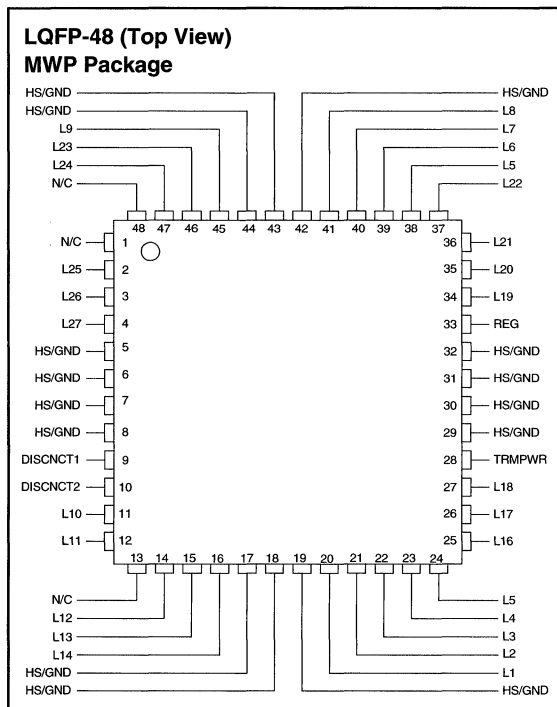 LQFP-48 (Top View)
MWP Package
HS/GND HS/GND
HS/GND L8
L9 L7
L23 L6
L24 L5
N/C L22
48 47 46 45 44 43 42 41 40 39 38 37
N/C 1 36 L21
L25 2 35 L20
L26 3 34 L19
L27 4 33 REG
HS/GND 5 32 HS/GND
HS/GND 6 31 HS/GND
HS/GND 7 30 HS/GND
HS/GND 8 29 HS/GND
DISCNCT1 9 28 TRMPWR
DISCNCT2 10 27 L18
L10 11 26 L17
L11 12 25 L16
13 14 15 16 17 18 19 20 21 22 23 24
N/C L5
L12 L4
L13 L3
L14 L2
HS/GND L1
HS/GND HS/GND